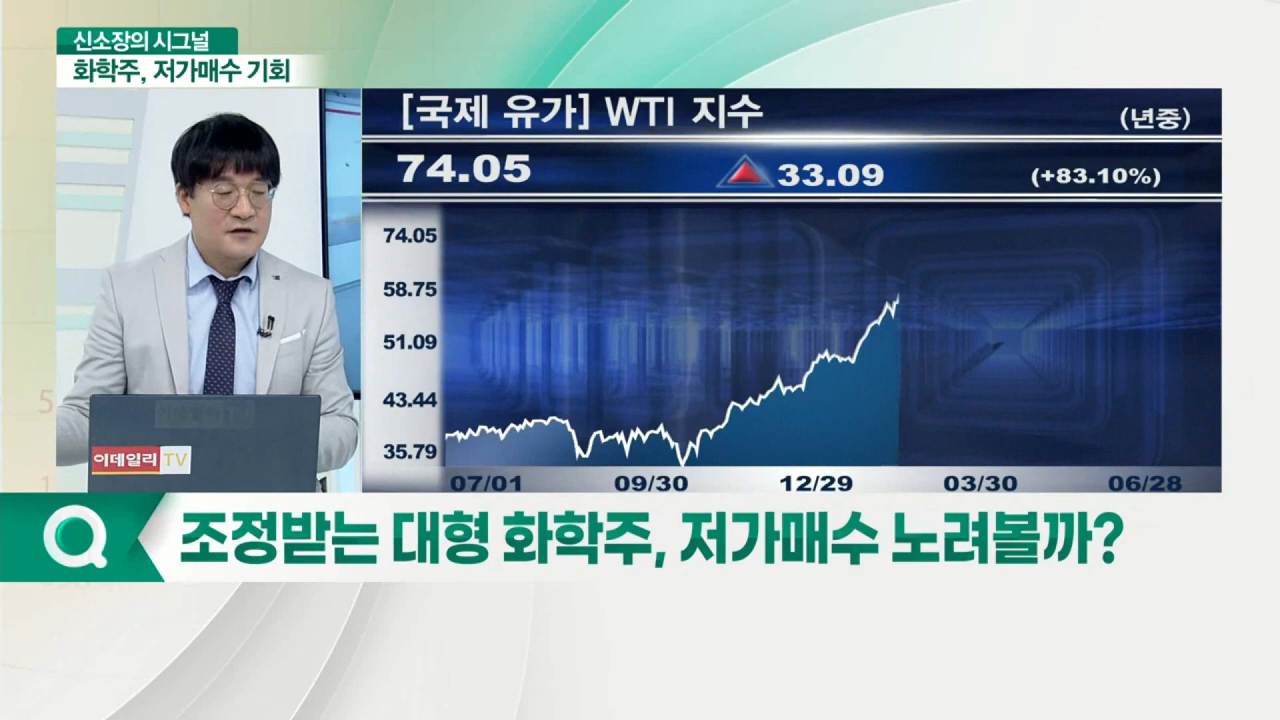 신소장의 시그널
화학주, 저가매수 기회
[국제 유가] WTI 지수
(년중)
74.05
33.09
(+83.10%)
74.05
58.75
51.09
43.44
35.79
07/01
09/30
12/29
03/30
06/28
이데일리 TV
조정받는 대형 화학주, 저가매수 노려볼까?